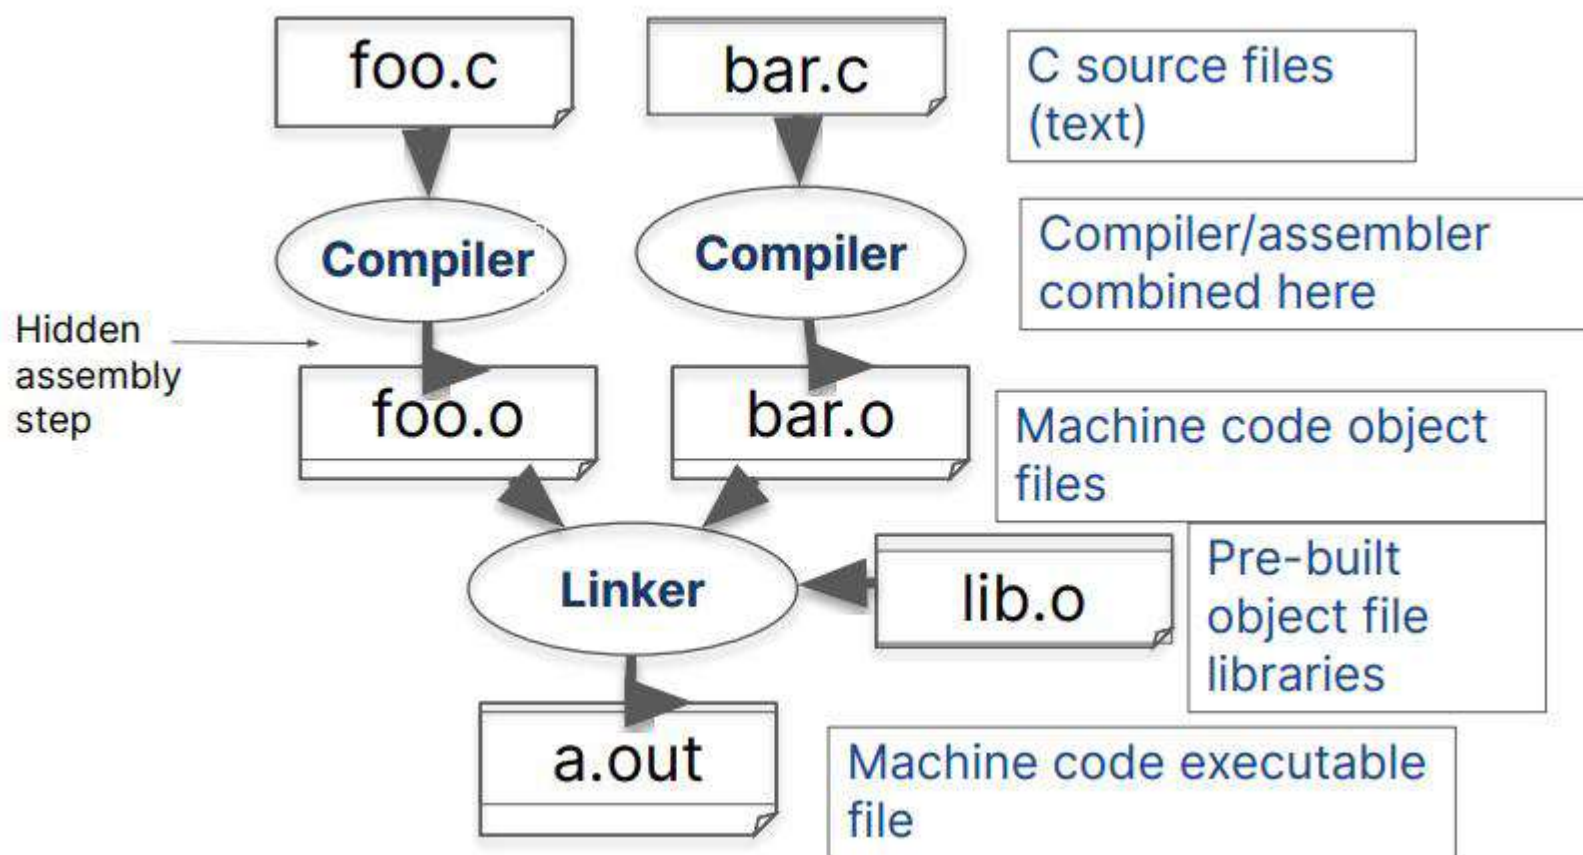 foo.c
bar.c
C source files
(text)
Compiler
Compiler
Compiler/assembler
combined here
Hidden
assembly
step
foo.o
bar.o
Machine code object
files
Linker
lib.o
Pre-built
object file
libraries
a.out
Machine code executable
file